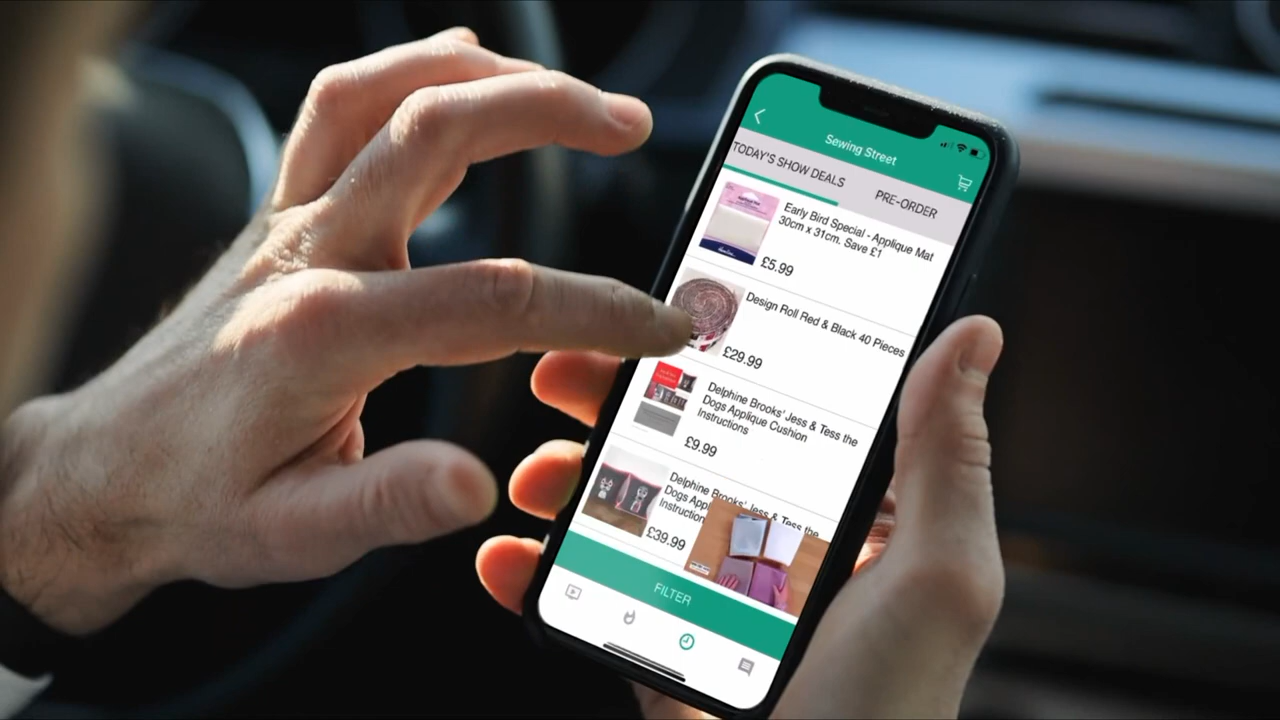 Sewing Street
TODAY'S SHOW DEALS
PRE-ORDER
Early Bird Special - Applique Mat
30cm x 31cm. Save £1
£5.99
Design Roll Red & Black 40 Pieces
£29.99
Delphine Brooks' Jess & Tess the
Dogs Applique Cushion
Instructions
£9.99
Delphine Brooks' Jess & Tess the
Dogs Appl
Instruction
£39.99
FILTER